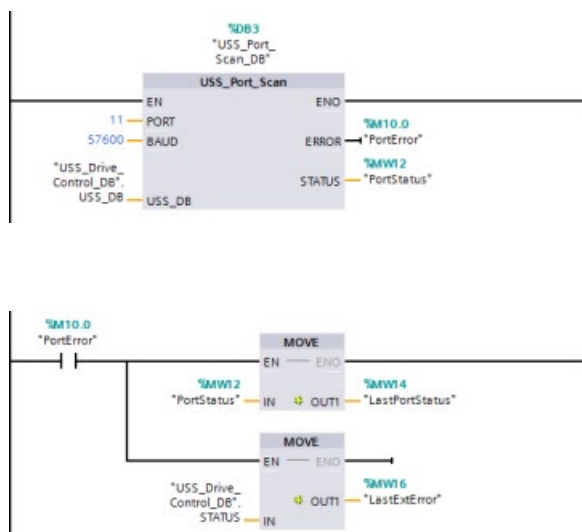 %DB3
"USS_Port_
Scan_DB"
USS_Port_Scan
EN ENO
11 PORT %M10.0
57600 BAUD ERROR "PortError"
%MW12
"USS_Drive_
Control_DB".
USS_DB USS_DB STATUS "PortStatus"
%M10.0
"PortError"
MOVE
EN ENO
%MW12 %MW14
"PortStatus" IN OUT1 "LastPortStatus"
MOVE
EN ENO
"USS_Drive_ %MW16
Control_DB". OUT1 "LastExtError"
STATUS IN